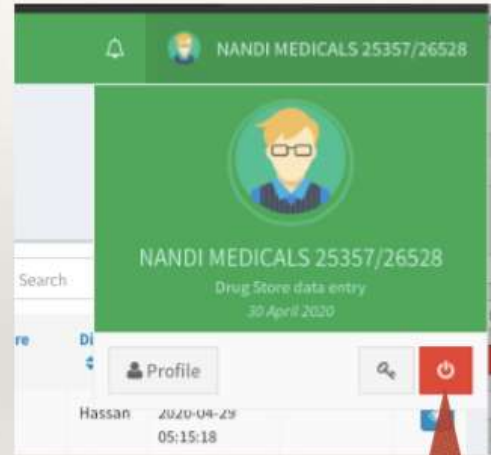 NANDI MEDICALS 25357/26528
NANDI MEDICALS 25357/26528
Drug Store data entry
30 April 2020
Search
re
Di
Profile
Hassan 2020-04-29
05:15:18